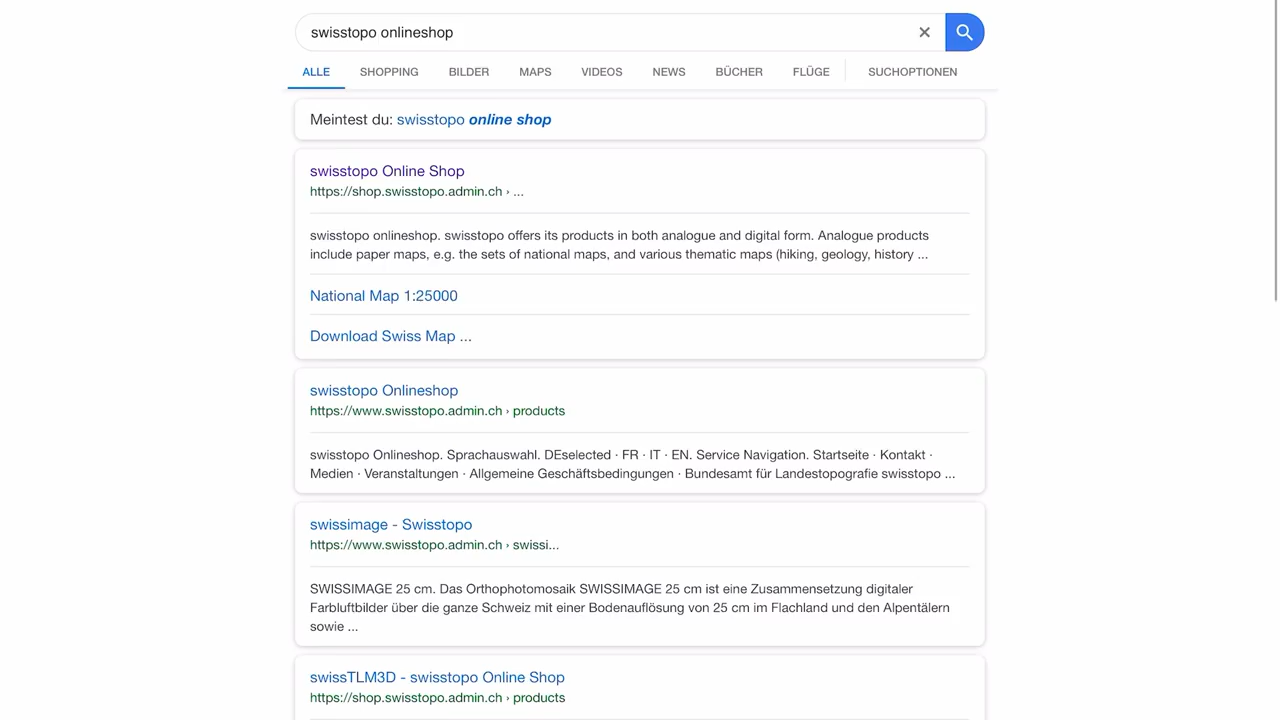 swisstopo onlineshop
ALLE SHOPPING BILDER MAPS VIDEOS NEWS BÜCHER FLÜGE SUCHOPTIONEN
Meintest du: swisstopo online shop
swisstopo Online Shop
https://shop.swisstopo.admin.ch › ...
swisstopo onlineshop. swisstopo offers its products in both analogue and digital form. Analogue products
include paper maps, e.g. the sets of national maps, and various thematic maps (hiking, geology, history ...
National Map 1:25000
Download Swiss Map ...
swisstopo Onlineshop
https://www.swisstopo.admin.ch › products
swisstopo Onlineshop. Sprachauswahl. DEselected · FR · IT · EN. Service Navigation. Startseite · Kontakt ·
Medien · Veranstaltungen · Allgemeine Geschäftsbedingungen · Bundesamt für Landestopografie swisstopo ...
swissimage - Swisstopo
https://www.swisstopo.admin.ch › swissi...
SWISSIMAGE 25 cm. Das Orthophotomosaik SWISSIMAGE 25 cm ist eine Zusammensetzung digitaler
Farbluftbilder über die ganze Schweiz mit einer Bodenauflösung von 25 cm im Flachland und den Alpentälern
sowie ...
swissTLM3D - swisstopo Online Shop
https://shop.swisstopo.admin.ch › products